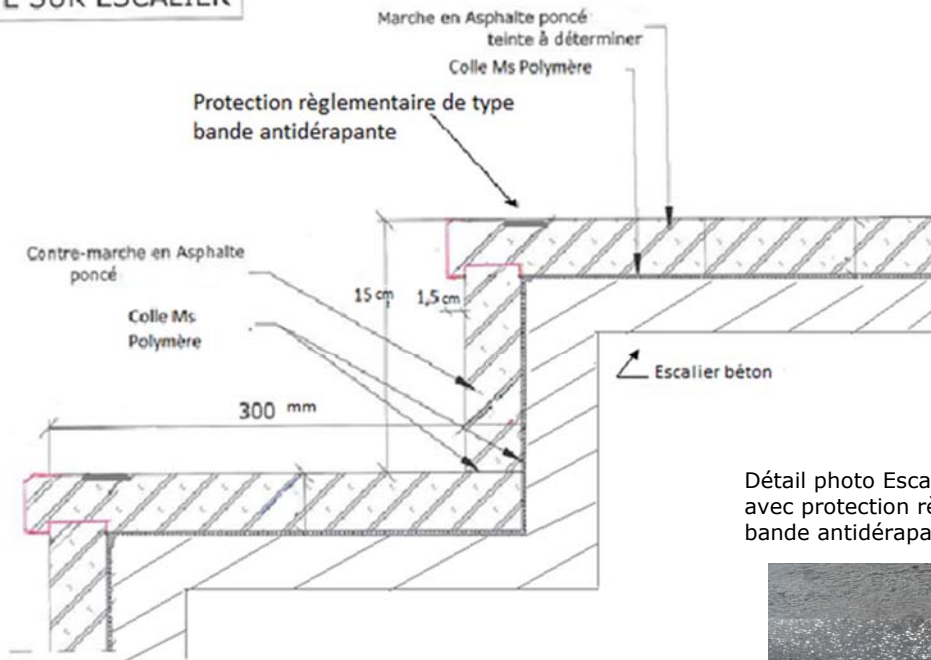 SUR ESCALIER
Marche en Asphalte poncé
teinte à déterminer
Colle Ms Polymère
Protection règlementaire de type
bande antidérapante
Contre-marche en Asphalte
poncé
15 cm
1,5 cm
Colle Ms
Polymère
Escalier béton
300 mm
Détail photo Esca
avec protection rè
bande antidérapa